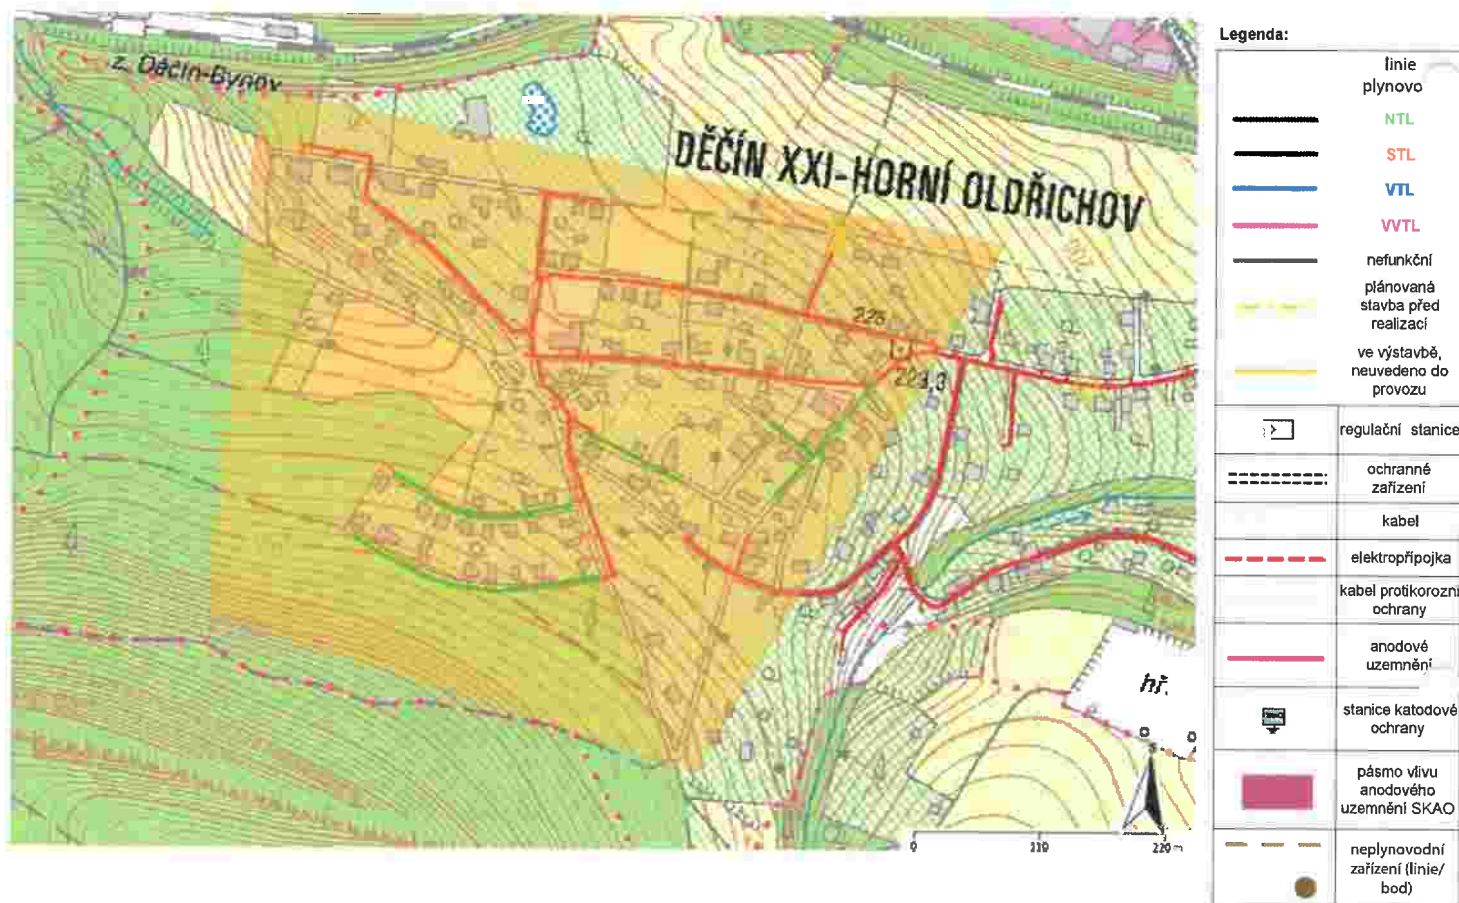 z. Děčín-Bynov
DĚČÍN XXI-HORNÍ OLDŘICHOV
225
hř.
0
220 m
Legenda:
linie
plynovo
NTL
STL
VTL
VVTL
nefunkční
plánovaná
stavba před
realizací
ve výstavbě,
neuvedeno do
provozu
regulační stanice
ochranné
zařízení
kabel
elektropřípojka
kabel protikorozní
ochrany
anodové
uzemnění
stanice katodové
ochrany
pásmo vlivu
anodového
uzemnění SKAO
neplynovodní
zařízení (linie/
bod)